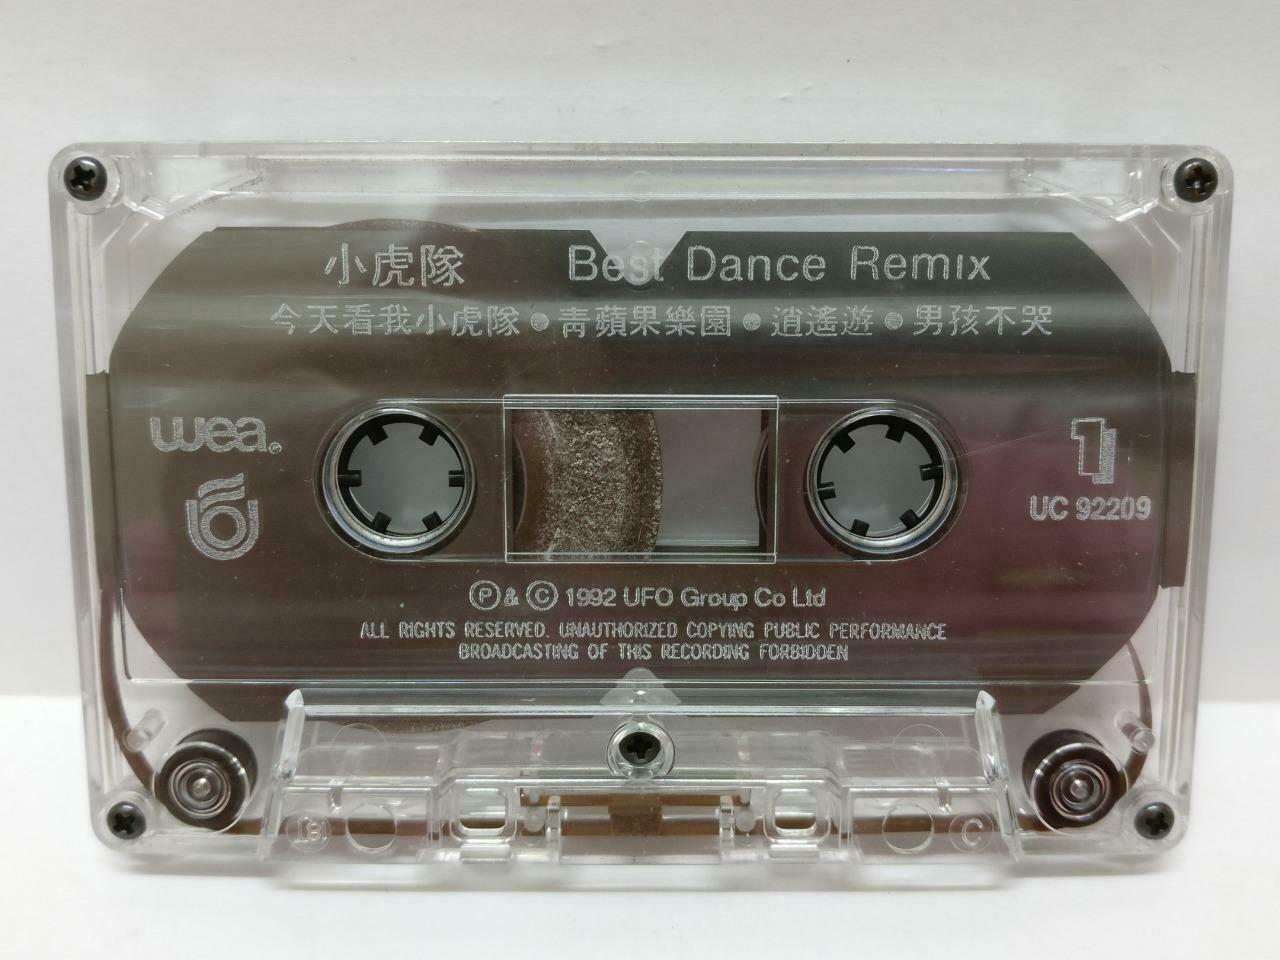 小虎隊 Best Dance Remix
今天看我小虎隊•青蘋果樂園•逍遙遊•男孩不哭
wea®
1
UC 92209
Ⓟ & © 1992 UFO Group Co Ltd
ALL RIGHTS RESERVED. UNAUTHORIZED COPYING PUBLIC PERFORMANCE
BROADCASTING OF THIS RECORDING FORBIDDEN
C